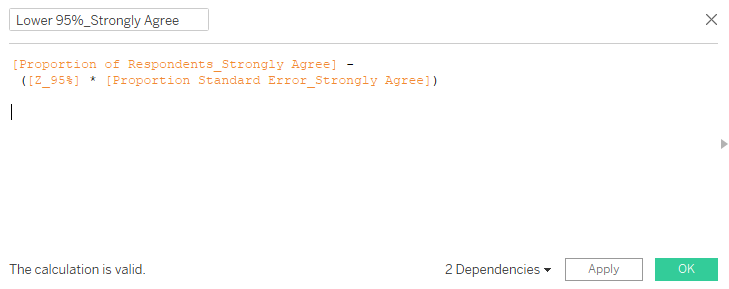 Lower 95%_Strongly Agree
[Proportion of Respondents_Strongly Agree] -
([Z_95%] * [Proportion Standard Error_Strongly Agree])
The calculation is valid.
2 Dependencies
Apply
OK